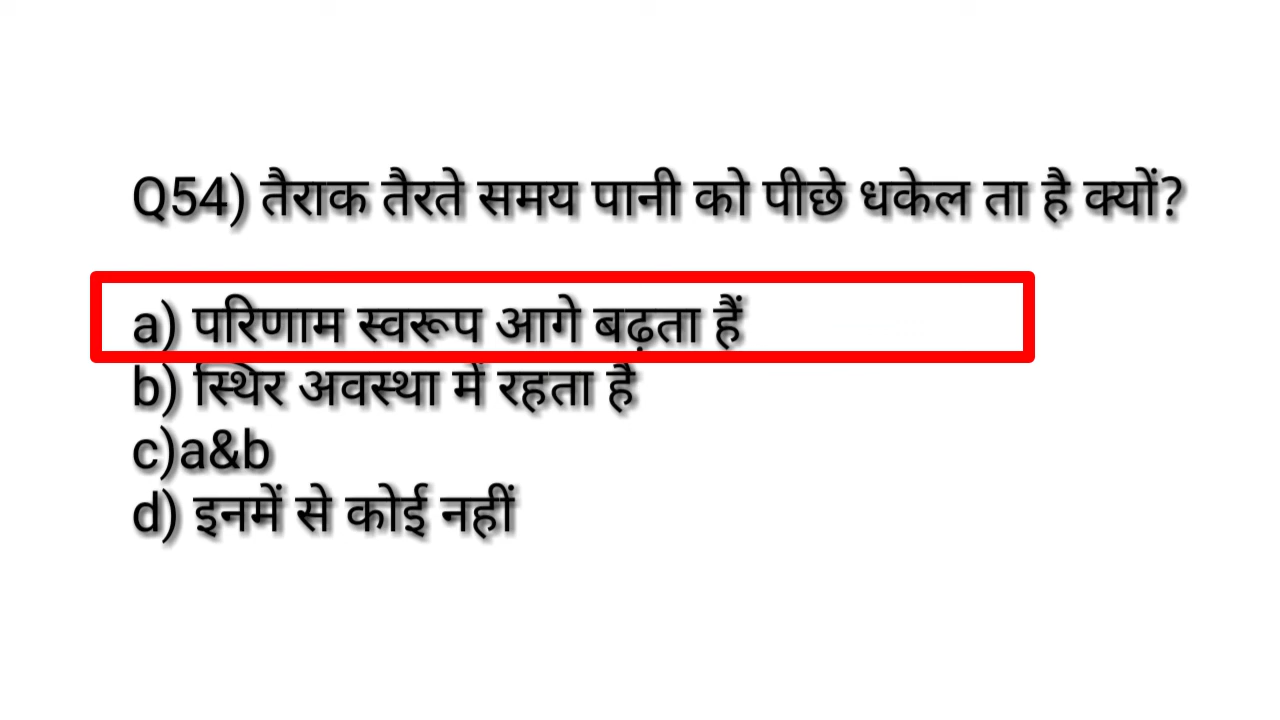 Q54) तैराक तैरते समय पानी को पीछे धकेल ता है क्यों?
a) परिणाम स्वरूप आगे बढ़ता हैं
b) स्थिर अवस्था में रहता है
c)a&b
d) इनमें से कोई नहीं